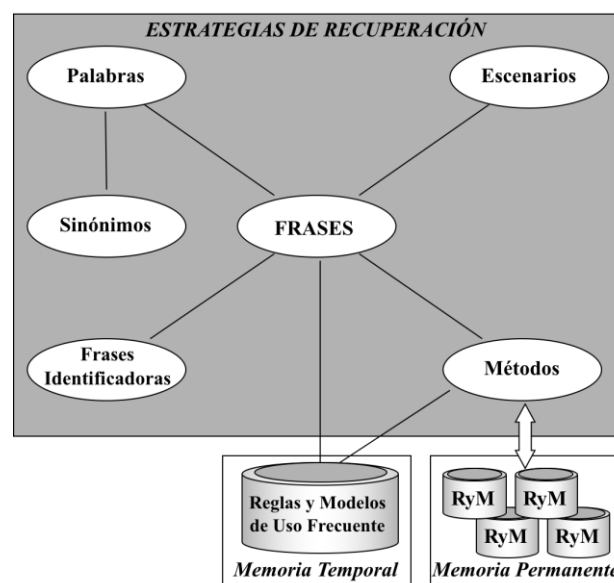 ESTRATEGIAS DE RECUPERACIÓN
Palabras
Escenarios
Sinónimos
FRASES
Frases
Identificadoras
Métodos
Reglas y Modelos
de Uso Frecuente
Memoria Temporal
RyM
RyM
RyM
RyM
Memoria Permanente